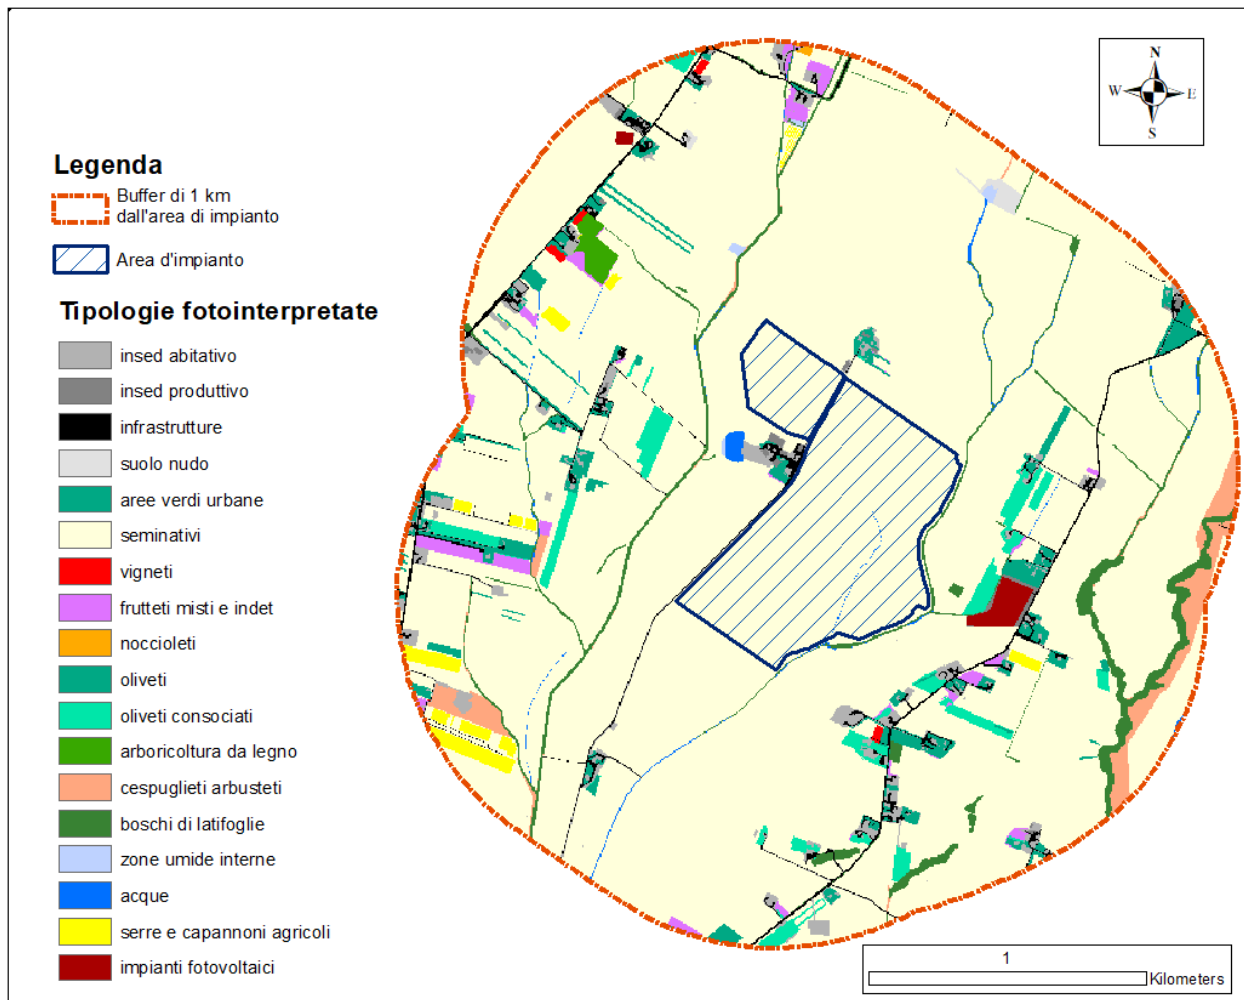 Legenda
Buffer di 1 km
dall'area di impianto
Area d'impianto
Tipologie fotointerpretate
insed abitativo
insed produttivo
infrastrutture
suolo nudo
aree verdi urbane
seminativi
vigneti
frutteti misti e indet
noccioleti
oliveti
oliveti consociati
arboricoltura da legno
cespuglieti arbusteti
boschi di latifoglie
zone umide interne
acque
serre e capannoni agricoli
impianti fotovoltaici
N
W E
S
1
Kilometers